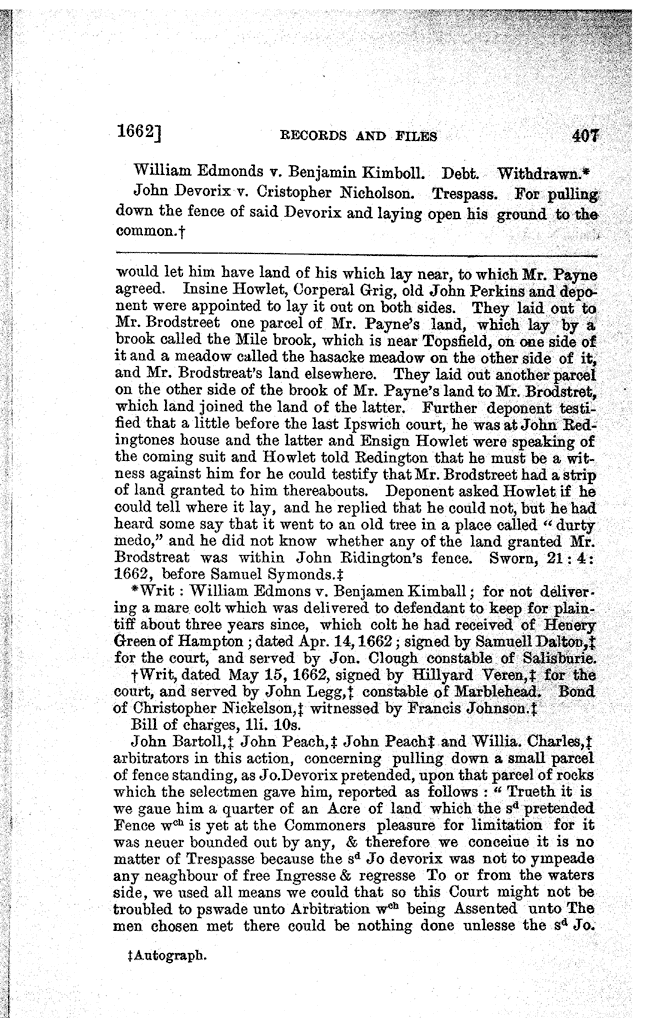 1662] RECORDS AND FILES 407
William Edmonds v. Benjamin Kimboll. Debt. Withdrawn.*
John Devorix v. Cristopher Nicholson. Trespass. For pulling
down the fence of said Devorix and laying open his ground to the
common.†
would let him have land of his which lay near, to which Mr. Payne
agreed. Insine Howlet, Corperal Grig, old John Perkins and depo-
nent were appointed to lay it out on both sides. They laid out to
Mr. Brodstreet one parcel of Mr. Payne's land, which lay by a
brook called the Mile brook, which is near Topsfield, on one side of
it and a meadow called the hasacke meadow on the other side of it,
and Mr. Brodstreat's land elsewhere. They laid out another parcel
on the other side of the brook of Mr. Payne's land to Mr. Brodstret,
which land joined the land of the latter. Further deponent testi-
fied that a little before the last Ipswich court, he was at John Red-
ingtones house and the latter and Ensign Howlet were speaking of
the coming suit and Howlet told Redington that he must be a wit-
ness against him for he could testify that Mr. Brodstreet had a strip
of land granted to him thereabouts. Deponent asked Howlet if he
could tell where it lay, and he replied that he could not, but he had
heard some say that it went to an old tree in a place called "durty
medo," and he did not know whether any of the land granted Mr.
Brodstreat was within John Ridington's fence. Sworn, 21 : 4 :
1662, before Samuel Symonds.‡
*Writ : William Edmons v. Benjamen Kimball ; for not deliver-
ing a mare colt which was delivered to defendant to keep for plain-
tiff about three years since, which colt he had received of Henery
Green of Hampton ; dated Apr. 14, 1662 ; signed by Samuell Dalton,‡
for the court, and served by Jon. Clough constable of Salisburie.
†Writ, dated May 15, 1662, signed by Hillyard Veren,‡ for the
court, and served by John Legg,‡ constable of Marblehead. Bond
of Christopher Nickelson,‡ witnessed by Francis Johnson.‡
Bill of charges, 1li. 10s.
John Bartoll,‡ John Peach,‡ John Peach‡ and Willia. Charles,‡
arbitrators in this action, concerning pulling down a small parcel
of fence standing, as Jo.Devorix pretended, upon that parcel of rocks
which the selectmen gave him, reported as follows : "Trueth it is
we gaue him a quarter of an Acre of land which the sᵈ pretended
Fence wᶜʰ is yet at the Commoners pleasure for limitation for it
was neuer bounded out by any, & therefore we conceiue it is no
matter of Trespasse because the sᵈ Jo devorix was not to ympeade
any neaghbour of free Ingresse & regresse To or from the waters
side, we used all means we could that so this Court might not be
troubled to pswade unto Arbitration wᶜʰ being Assented unto The
men chosen met there could be nothing done unlesse the sᵈ Jo.
‡Autograph.